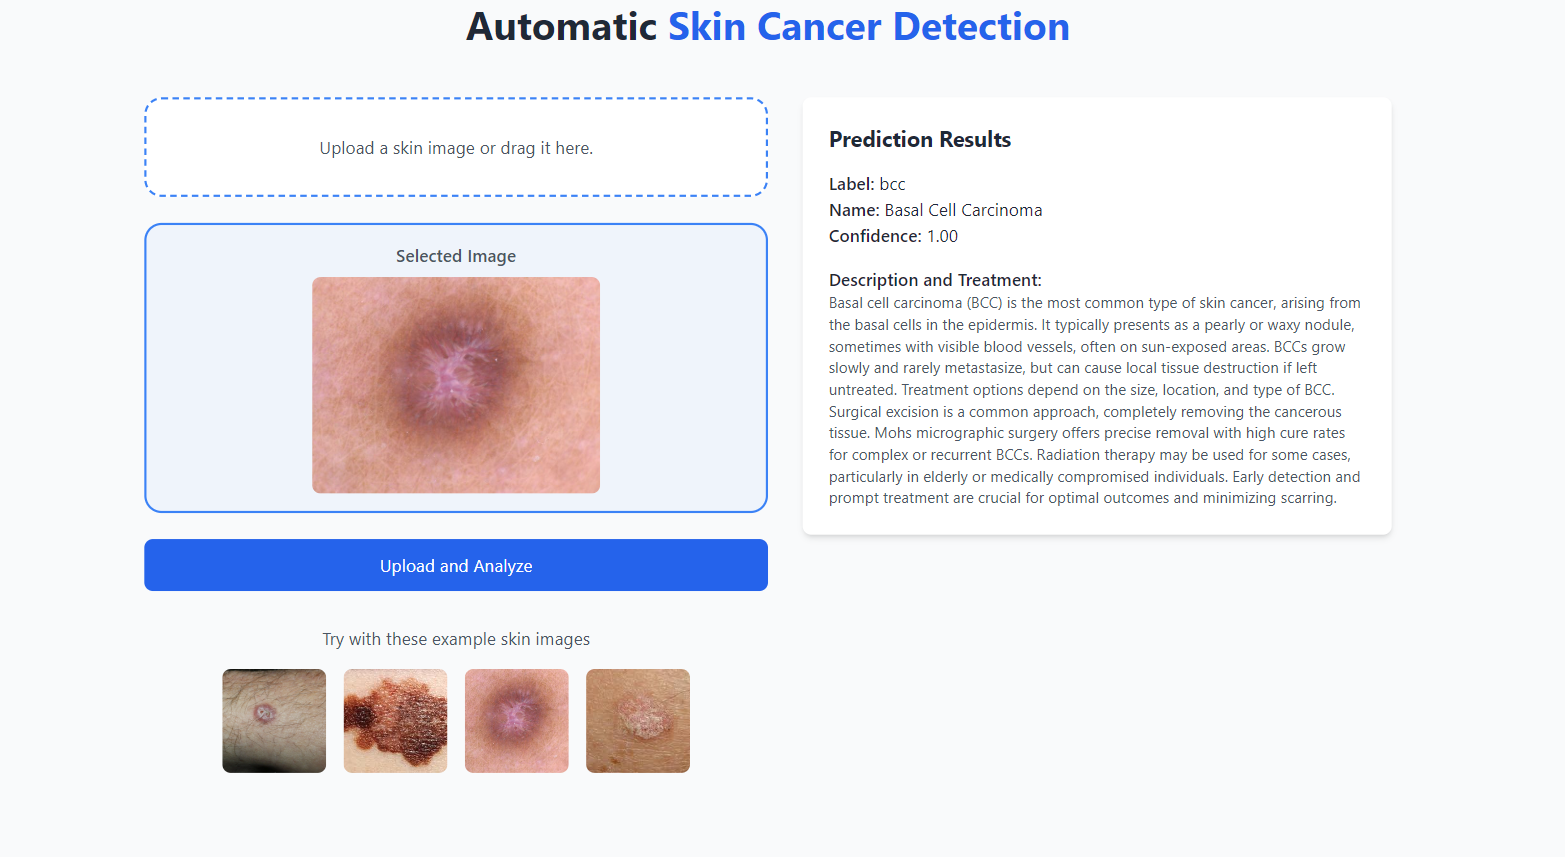 Automatic Skin Cancer Detection
Upload a skin image or drag it here.
Selected Image
Upload and Analyze
Try with these example skin images
Prediction Results
Label: bcc
Name: Basal Cell Carcinoma
Confidence: 1.00
Description and Treatment:
Basal cell carcinoma (BCC) is the most common type of skin cancer, arising from
the basal cells in the epidermis. It typically presents as a pearly or waxy nodule,
sometimes with visible blood vessels, often on sun-exposed areas. BCCs grow
slowly and rarely metastasize, but can cause local tissue destruction if left
untreated. Treatment options depend on the size, location, and type of BCC.
Surgical excision is a common approach, completely removing the cancerous
tissue. Mohs micrographic surgery offers precise removal with high cure rates
for complex or recurrent BCCs. Radiation therapy may be used for some cases,
particularly in elderly or medically compromised individuals. Early detection and
prompt treatment are crucial for optimal outcomes and minimizing scarring.